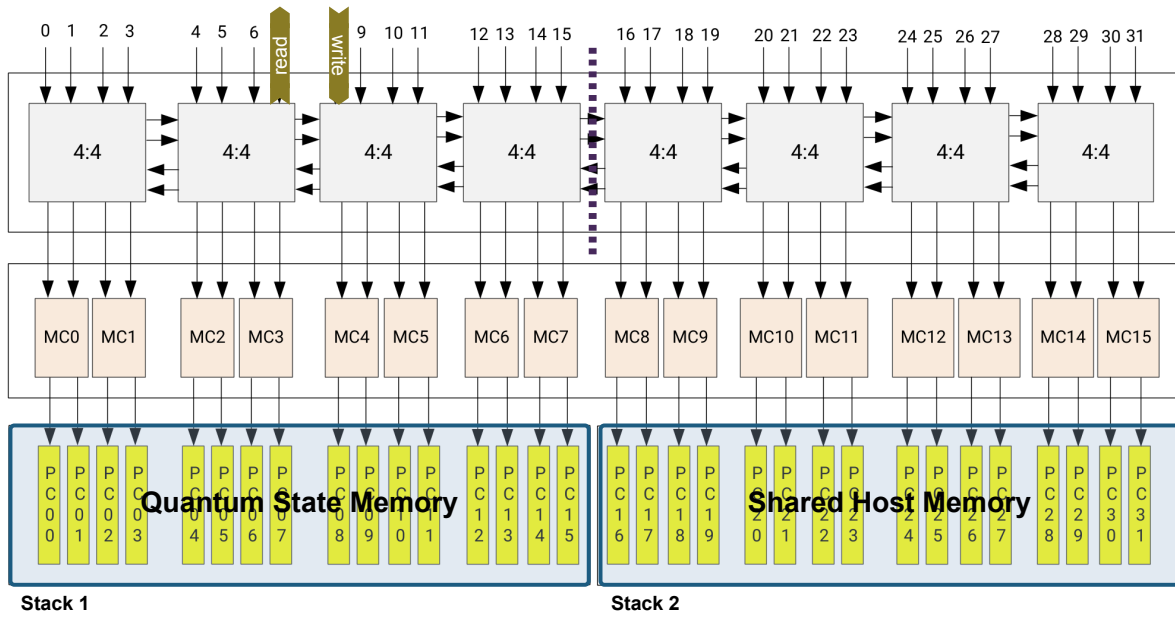 0 1 2 3 4 5 6 read write 9 10 11 12 13 14 15 16 17 18 19 20 21 22 23 24 25 26 27 28 29 30 31
4:4 4:4 4:4 4:4 4:4 4:4 4:4 4:4
MC0 MC1 MC2 MC3 MC4 MC5 MC6 MC7 MC8 MC9 MC10 MC11 MC12 MC13 MC14 MC15
PC00 PC01 PC02 PC03 PC04 PC05 PC06 PC07 PC08 PC09 PC10 PC11 PC12 PC13 PC14 PC15 PC16 PC17 PC18 PC19 PC20 PC21 PC22 PC23 PC24 PC25 PC26 PC27 PC28 PC29 PC30 PC31
Quantum State Memory Shared Host Memory
Stack 1 Stack 2